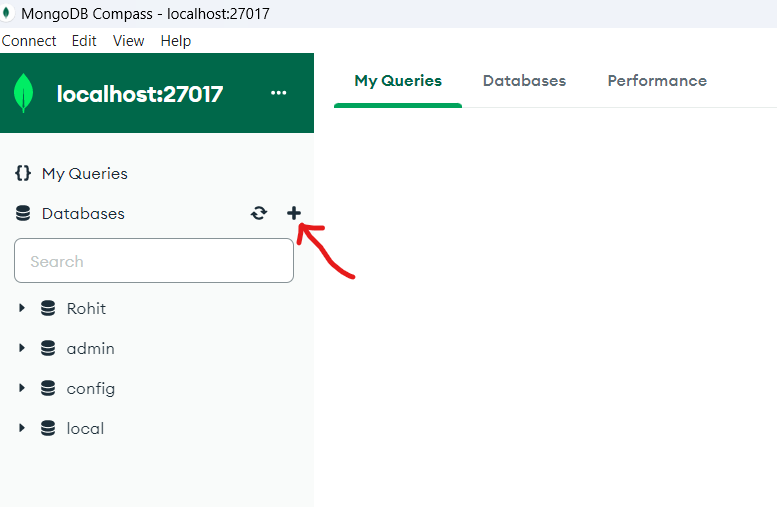 MongoDB Compass - localhost:27017
Connect Edit View Help
localhost:27017 ...
My Queries Databases Performance
{} My Queries
Databases
Search
Rohit
admin
config
local